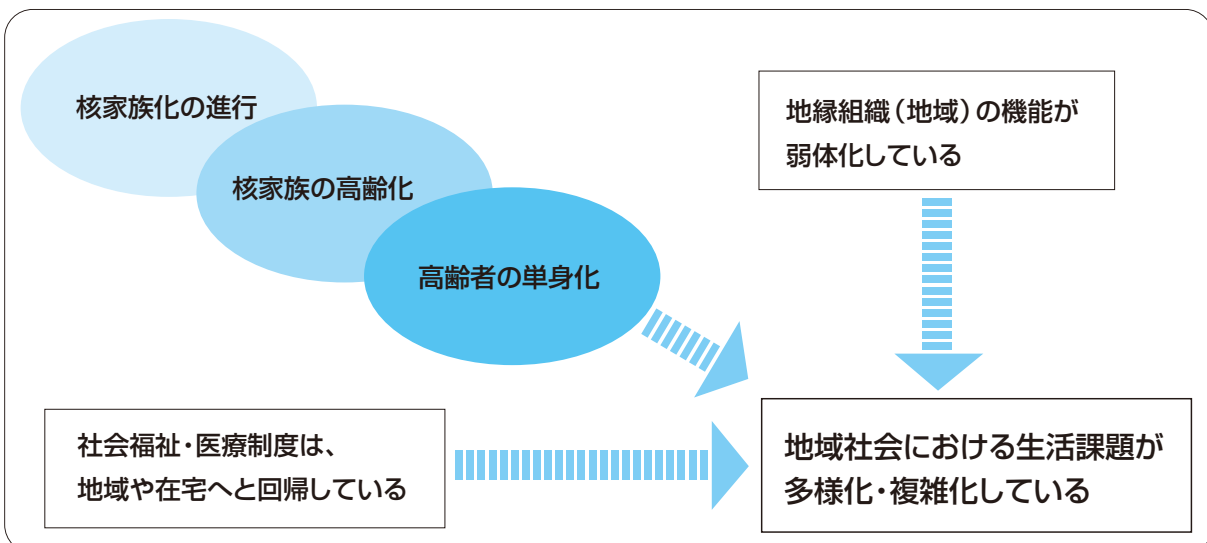 核家族化の進行
核家族の高齢化
高齢者の単身化
地縁組織（地域）の機能が
弱体化している
社会福祉・医療制度は、
地域や在宅へと回帰している
地域社会における生活課題が
多様化・複雑化している